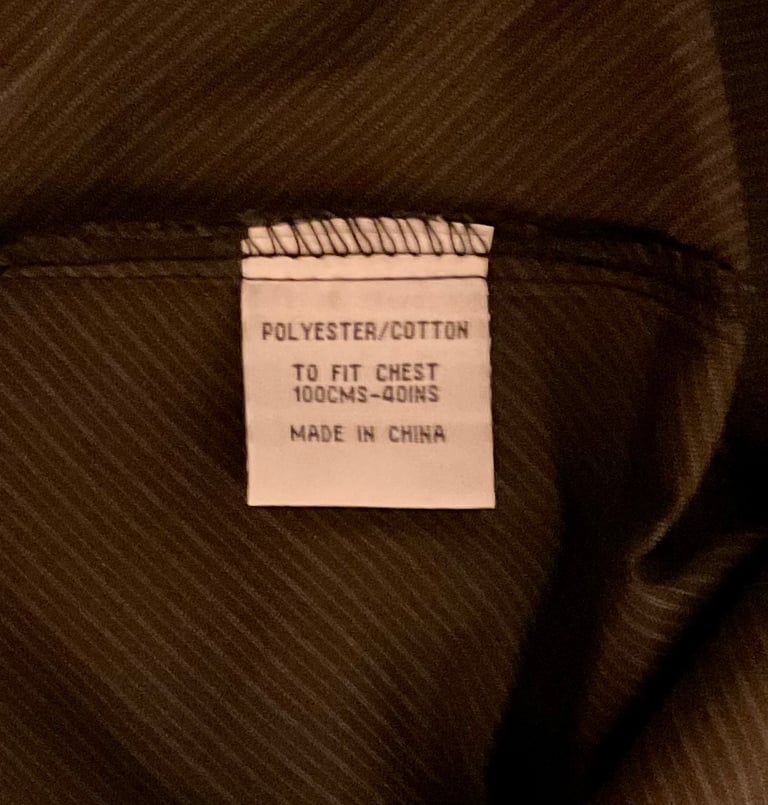 POLYESTER/COTTON
TO FIT CHEST
100CMS-40INS
MADE IN CHINA